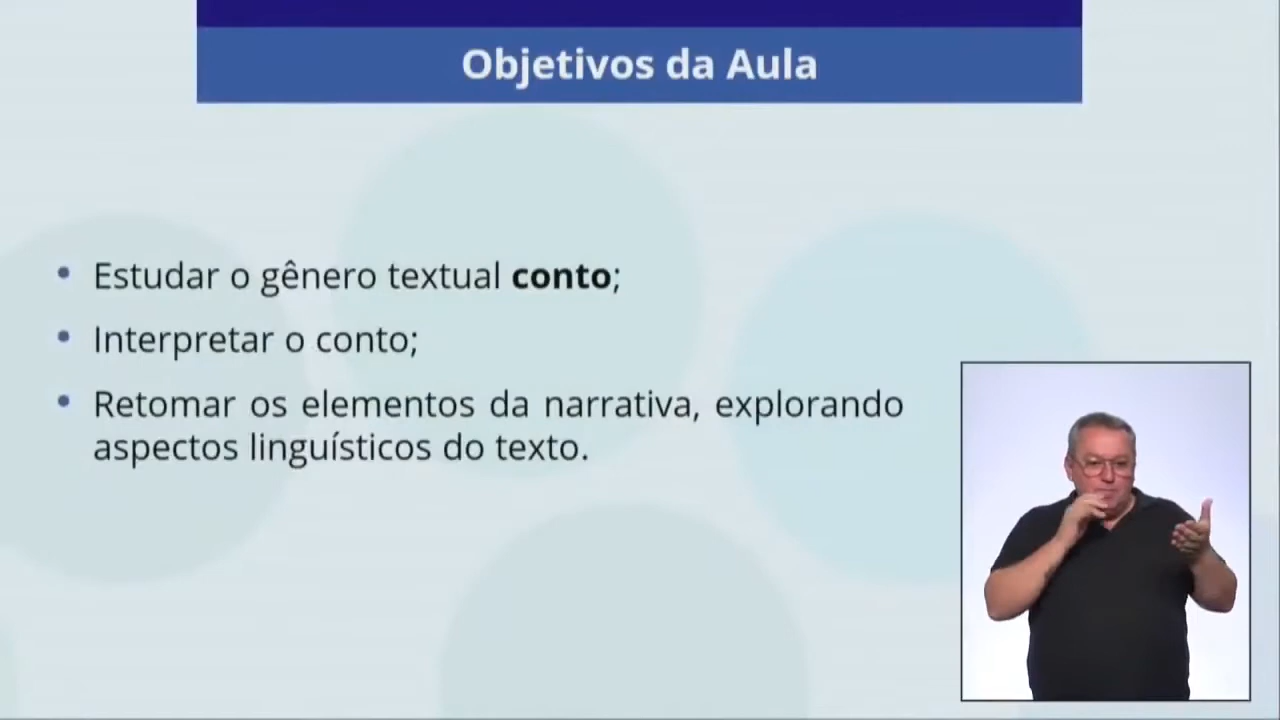 Objetivos da Aula
• Estudar o gênero textual conto;
• Interpretar o conto;
• Retomar os elementos da narrativa, explorando
aspectos linguísticos do texto.